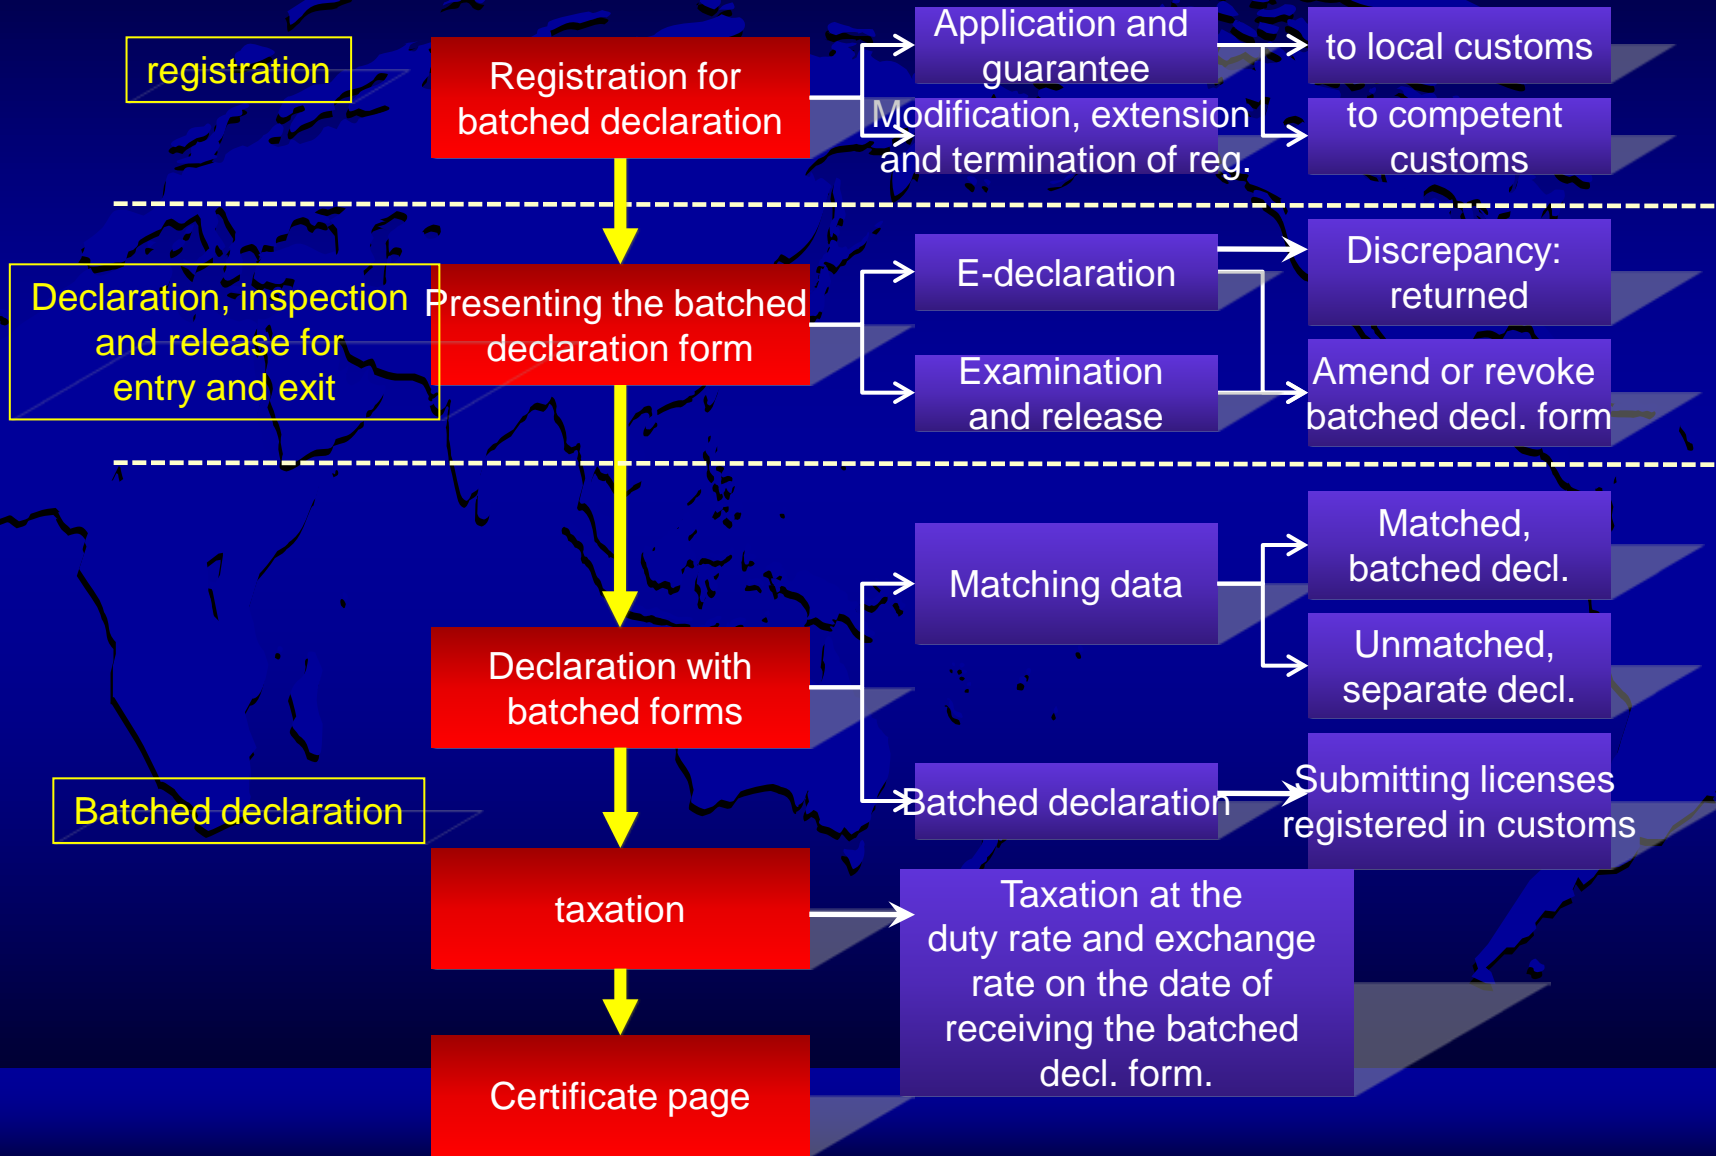 registration
Registration for
batched declaration
Application and
guarantee
Modification, extension
and termination of reg.
to local customs
to competent
customs
Declaration, inspection
and release for
entry and exit
Presenting the batched
declaration form
E-declaration
Examination
and release
Discrepancy:
returned
Amend or revoke
batched decl. form
Batched declaration
Declaration with
batched forms
Matching data
Matched,
batched decl.
Unmatched,
separate decl.
Batched declaration
Submitting licenses
registered in customs
taxation
Taxation at the
duty rate and exchange
rate on the date of
receiving the batched
decl. form.
Certificate page